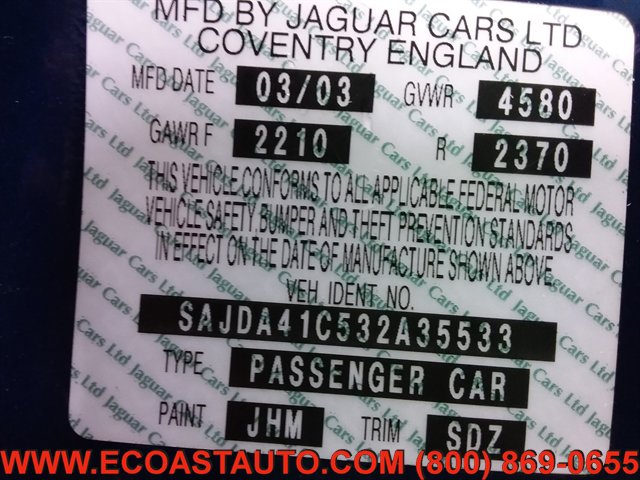 MFD BY JAGUAR CARS LTD
COVENTRY ENGLAND
MFD DATE 03/03 GVWR 4580
GAWR F 2210 R 2370
THIS VEHICLE CONFORMS TO ALL APPLICABLE FEDERAL MOTOR
VEHICLE SAFETY BUMPER AND THEFT PREVENTION STANDARDS
IN EFFECT ON THE DATE OF MANUFACTURE SHOWN ABOVE
VEH. IDENT. NO.
SAJDA41C532A35533
TYPE PASSENGER CAR
PAINT JHM TRIM SDZ
WWW.ECOASTAUTO.COM (800) 869-0655